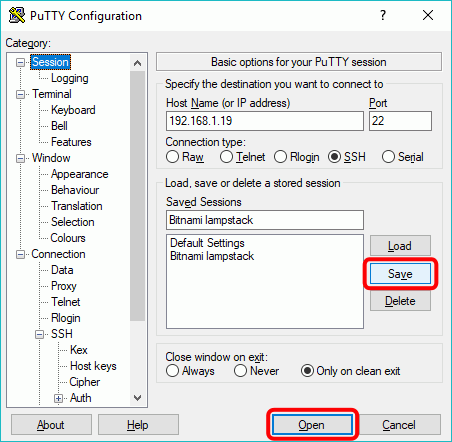 PuTTY Configuration
?
Category:
Session
Logging
Terminal
Keyboard
Bell
Features
Window
Appearance
Behaviour
Translation
Selection
Colours
Connection
Data
Proxy
Telnet
Rlogin
SSH
Kex
Host keys
Cipher
Auth
Basic options for your PuTTY session
Specify the destination you want to connect to
Host Name (or IP address) Port
192.168.1.19 22
Connection type:
Raw Telnet Rlogin SSH Serial
Load, save or delete a stored session
Saved Sessions
Bitnami lampstack
Default Settings
Bitnami lampstack
Load
Save
Delete
Close window on exit:
Always Never Only on clean exit
About Help Open Cancel